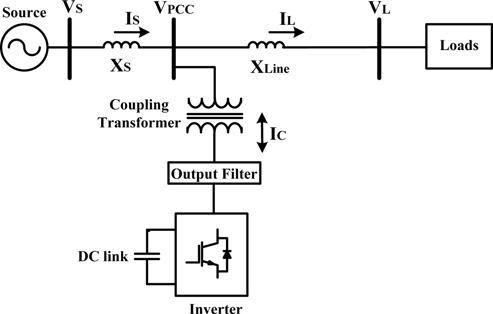 Source
VS
IS
VPCC
IL
VL
XS
XLine
Loads
Coupling
Transformer
IC
Output Filter
DC link
Inverter